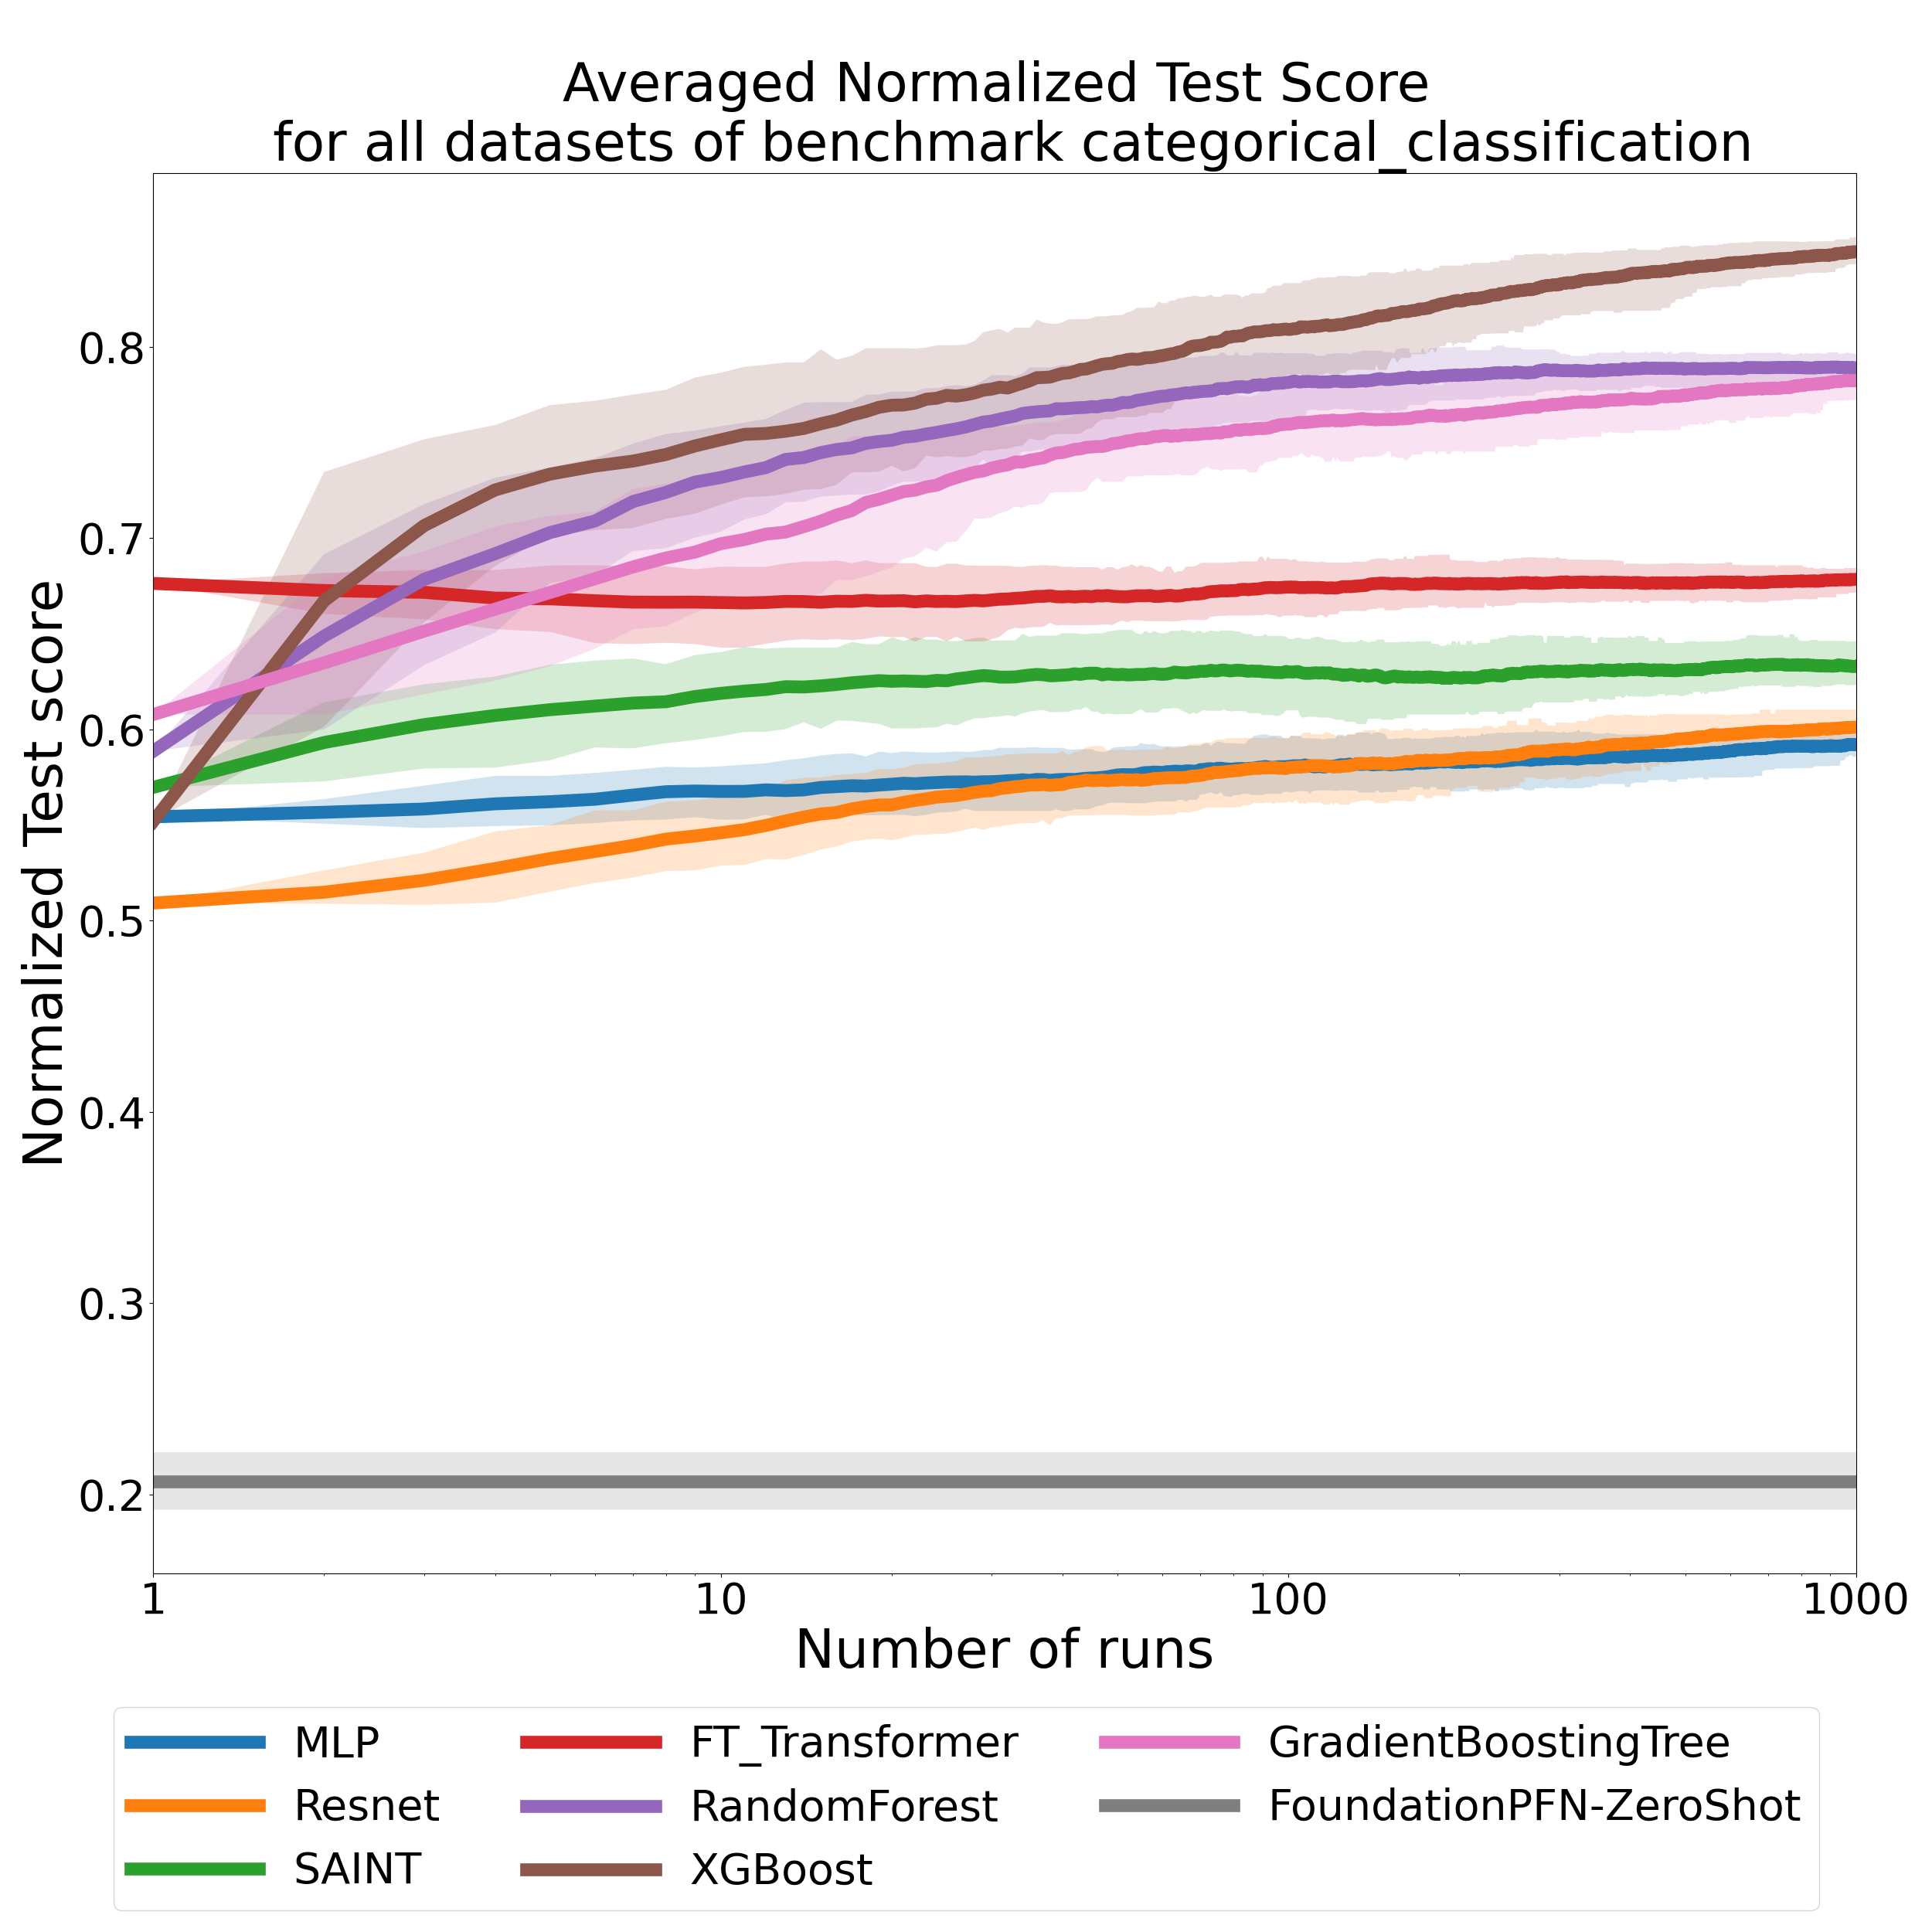 Averaged Normalized Test Score
for all datasets of benchmark categorical_classification
Normalized Test score
0.8
0.7
0.6
0.5
0.4
0.3
0.2
1
10
100
1000
Number of runs
MLP
Resnet
SAINT
FT_Transformer
RandomForest
XGBoost
GradientBoostingTree
FoundationPFN-ZeroShot